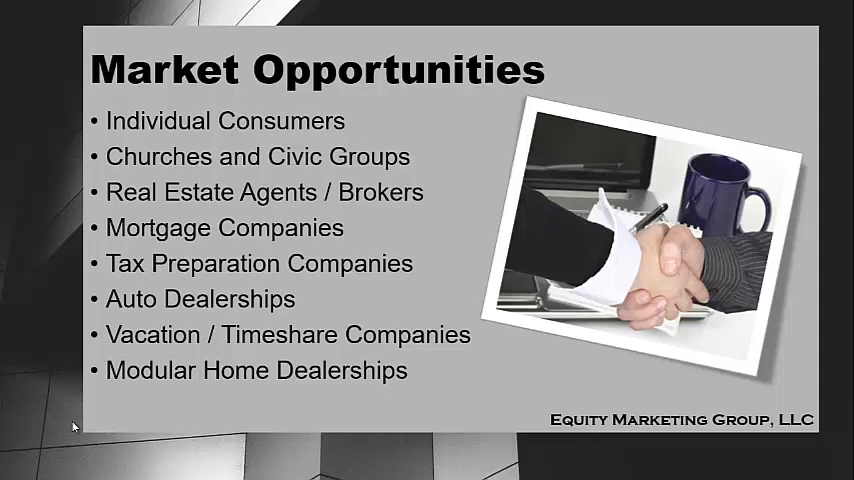 Market Opportunities
• Individual Consumers
• Churches and Civic Groups
• Real Estate Agents / Brokers
• Mortgage Companies
• Tax Preparation Companies
• Auto Dealerships
• Vacation / Timeshare Companies
• Modular Home Dealerships
Equity Marketing Group, LLC